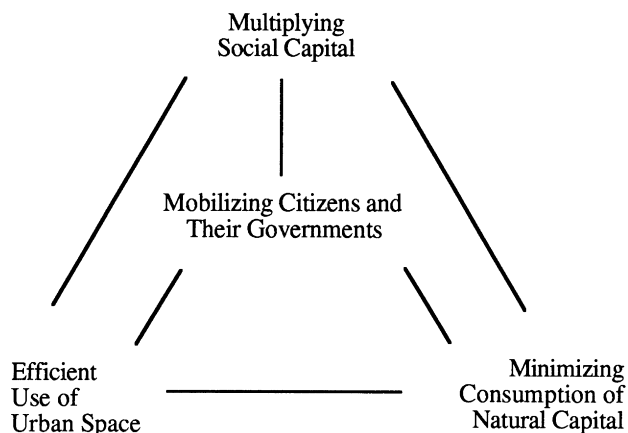 Multiplying
Social Capital
Mobilizing Citizens and
Their Governments
Efficient
Use of
Urban Space
Minimizing
Consumption of
Natural Capital